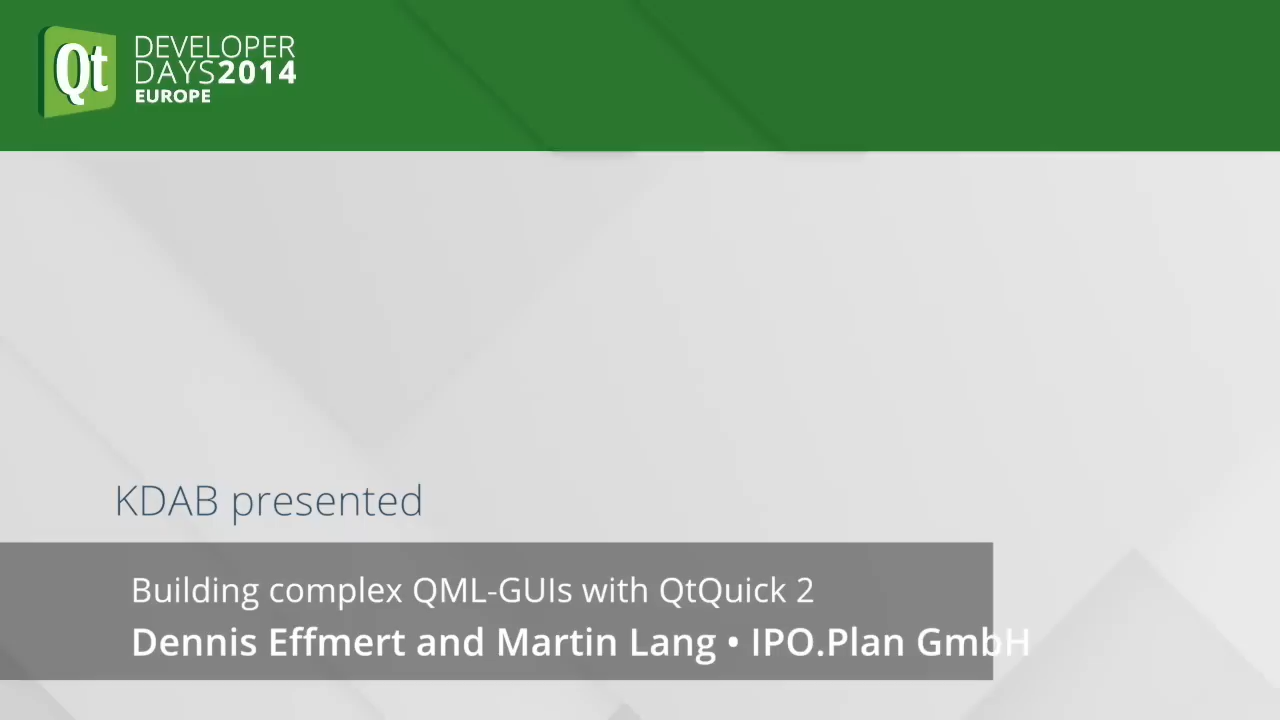 Qt
DEVELOPER
DAYS2014
EUROPE
KDAB presented
Building complex QML-GUIs with QtQuick 2
Dennis Effmert and Martin Lang • IPO.Plan GmbH